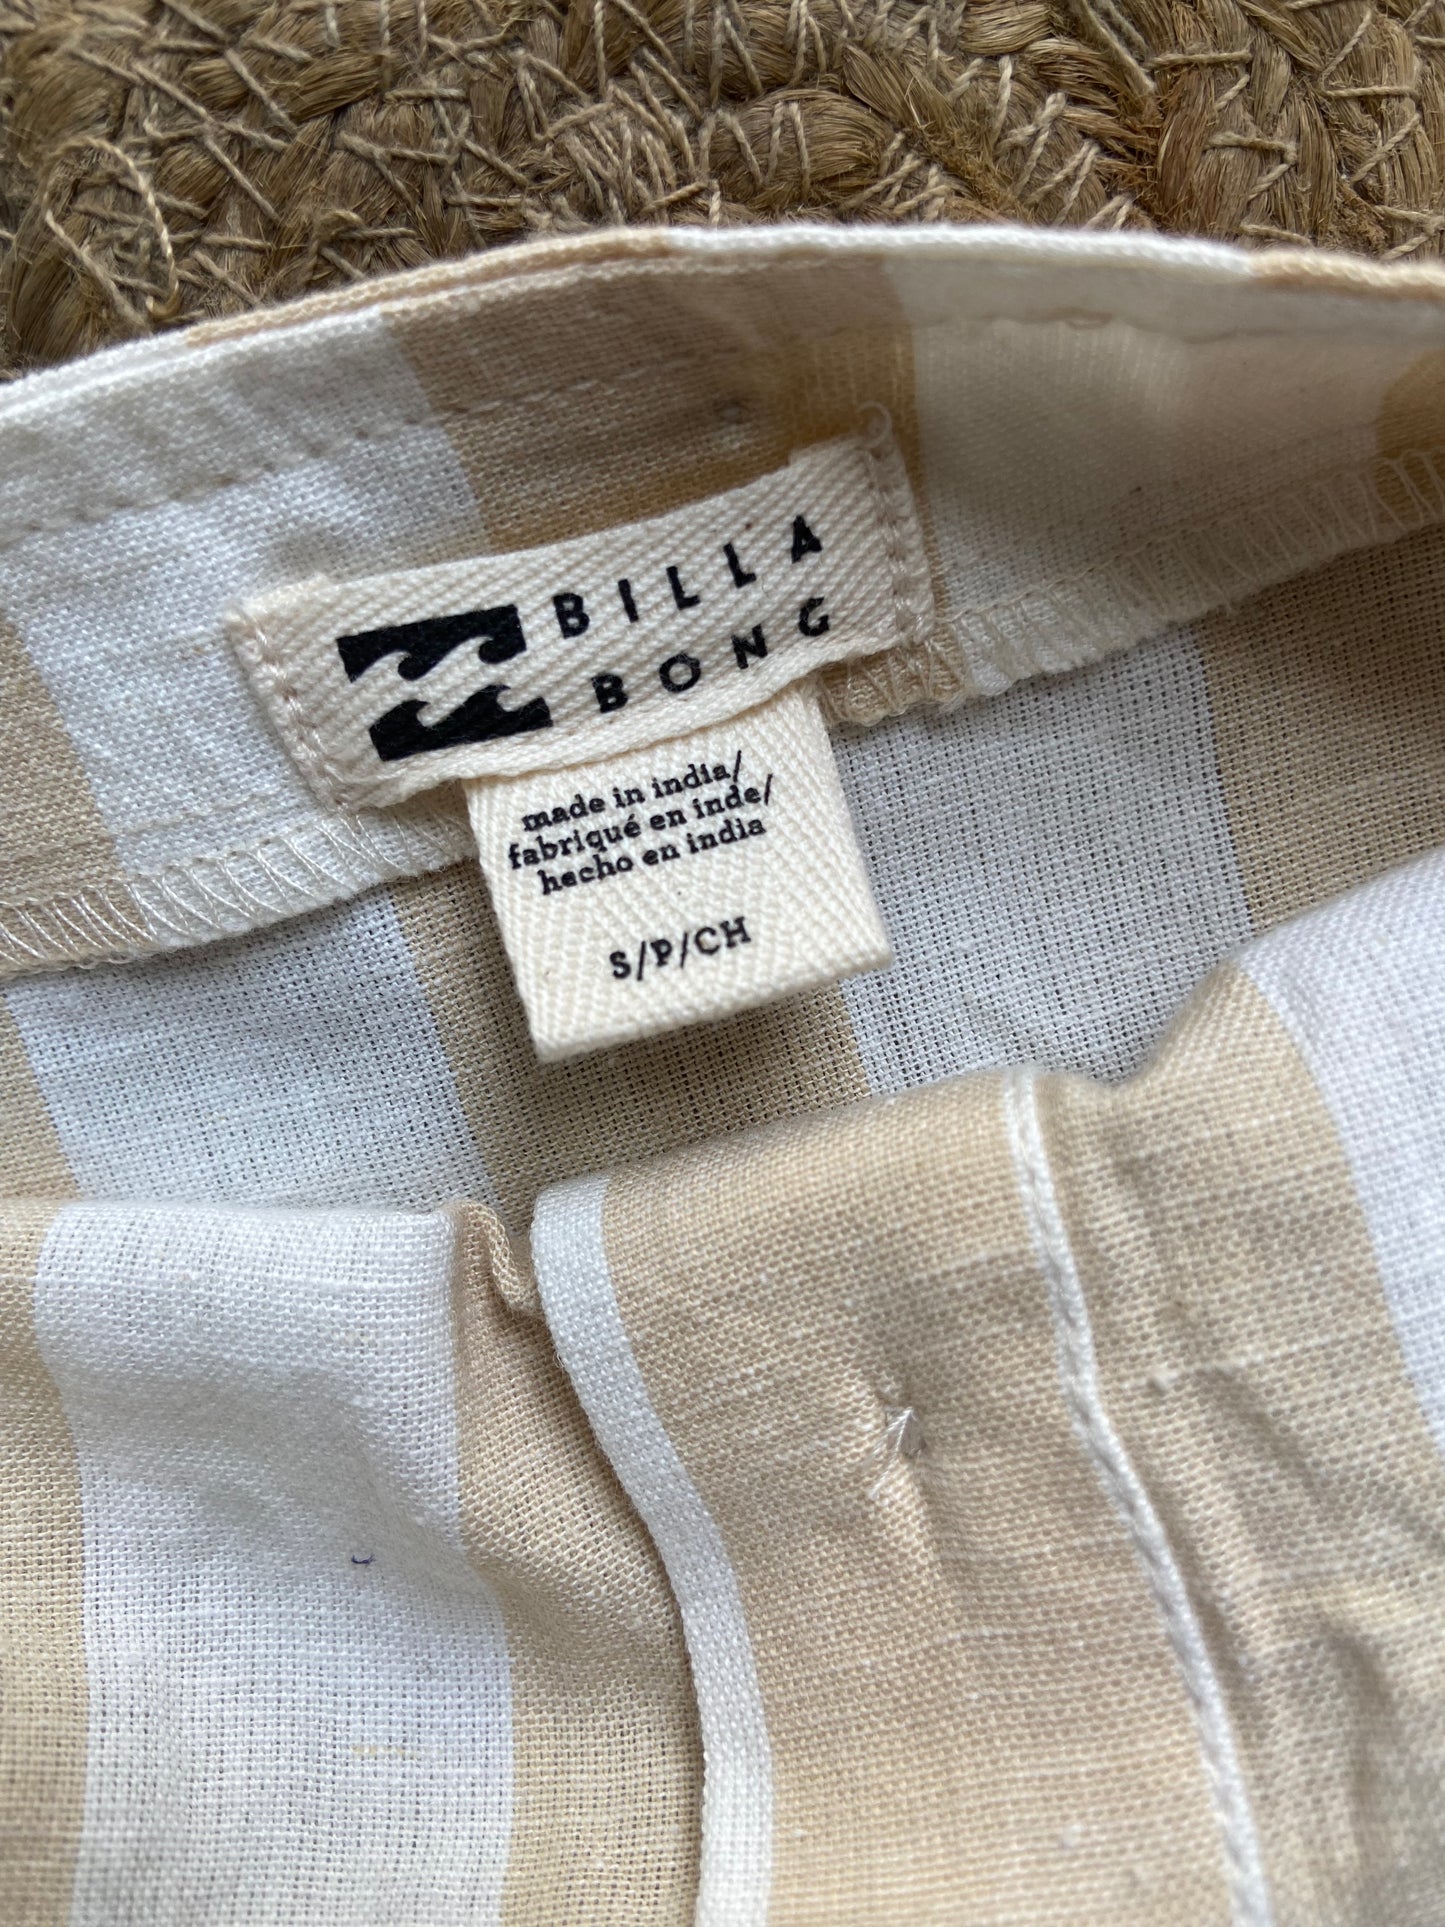 BILLA
BONG
made in india/
fabriqué en inde/
hecho en india
S/P/CH